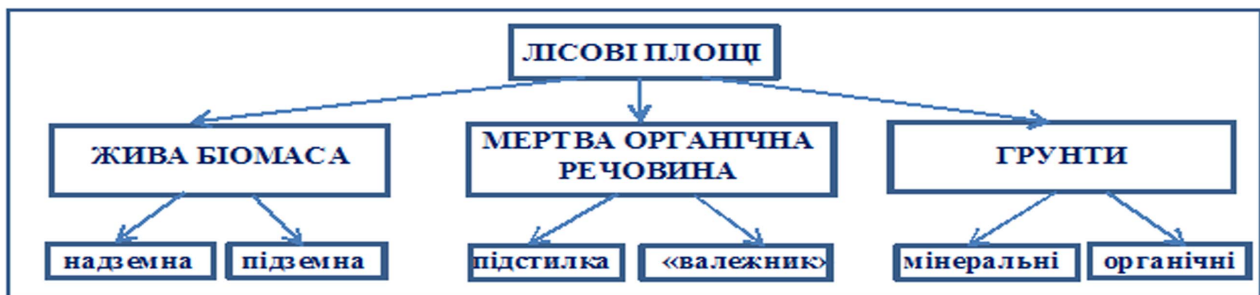 ЛІСОВІ ПЛОЩІ
ЖИВА БІОМАСА
МЕРТВА ОРГАНІЧНА
РЕЧОВИНА
ГРУНТИ
надземна
підземна
підстилка
«валежник»
мінеральні
органічні